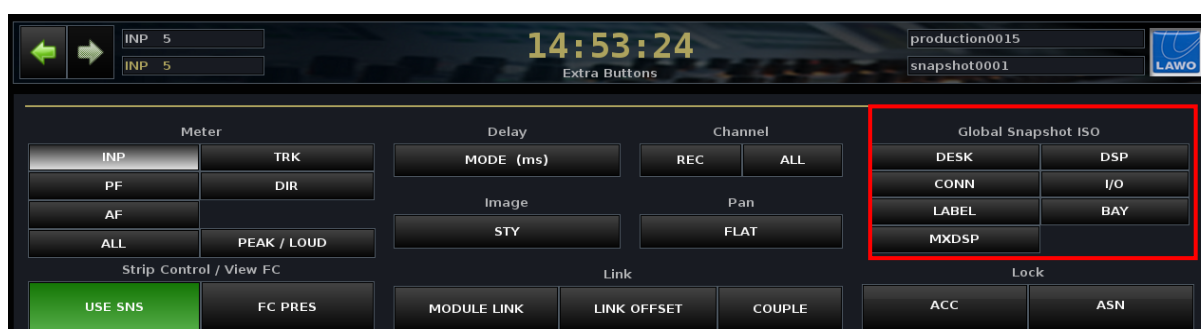 INP 5
INP 5
14:53:24
Extra Buttons
production0015
snapshot0001
LAWO
Meter
INP TRK
PF DIR
AF
ALL PEAK / LOUD
Delay
MODE (ms)
Channel
REC ALL
Image
STY
Pan
FLAT
Global Snapshot ISO
DESK DSP
CONN I/O
LABEL BAY
MXDSP
Strip Control / View FC
USE SNS FC PRES
Link
MODULE LINK LINK OFFSET COUPLE
Lock
ACC ASN